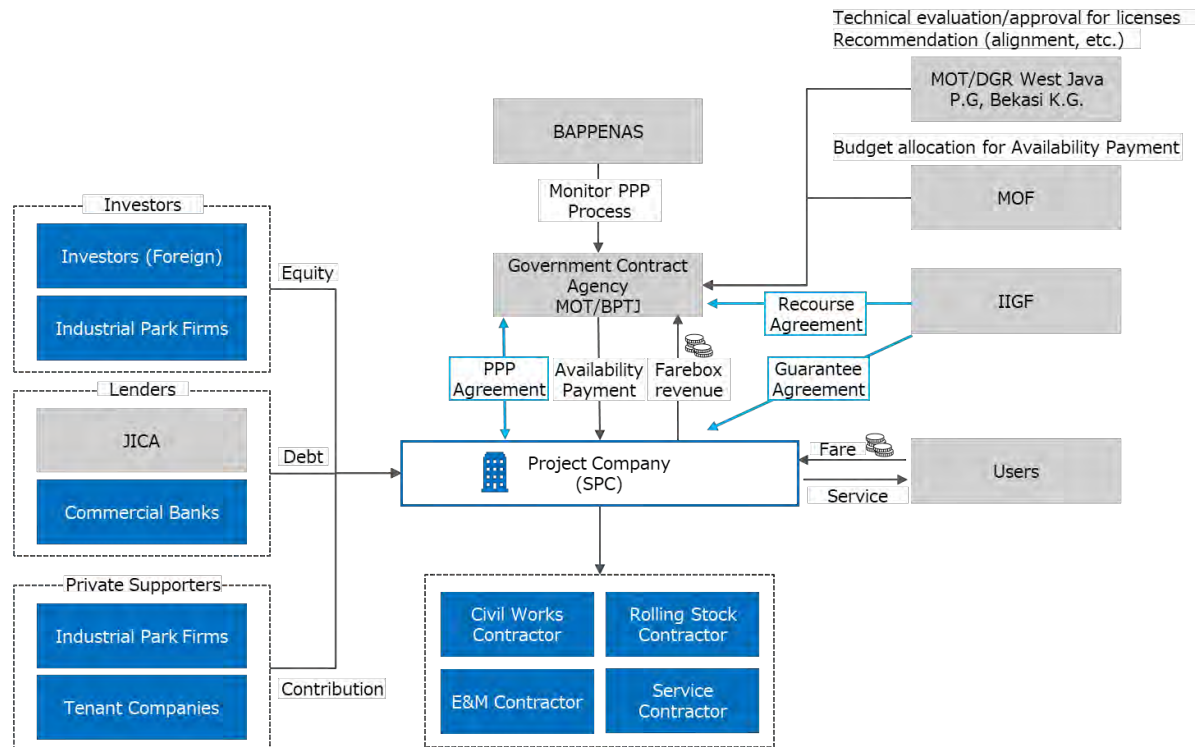 Technical evaluation/approval for licenses
Recommendation (alignment, etc.)
MOT/DGR West Java
P.G, Bekasi K.G.
BAPPENAS
Budget allocation for Availability Payment
MOF
Monitor PPP
Process
Investors
Investors (Foreign)
Industrial Park Firms
Equity
Government Contract
Agency
MOT/BPTJ
Recourse
Agreement
IIGF
PPP
Agreement
Availability
Payment
Farebox
revenue
Guarantee
Agreement
Lenders
JICA
Commercial Banks
Debt
Project Company
(SPC)
Fare
Service
Users
Private Supporters
Industrial Park Firms
Tenant Companies
Contribution
Civil Works
Contractor
Rolling Stock
Contractor
E&M Contractor
Service
Contractor